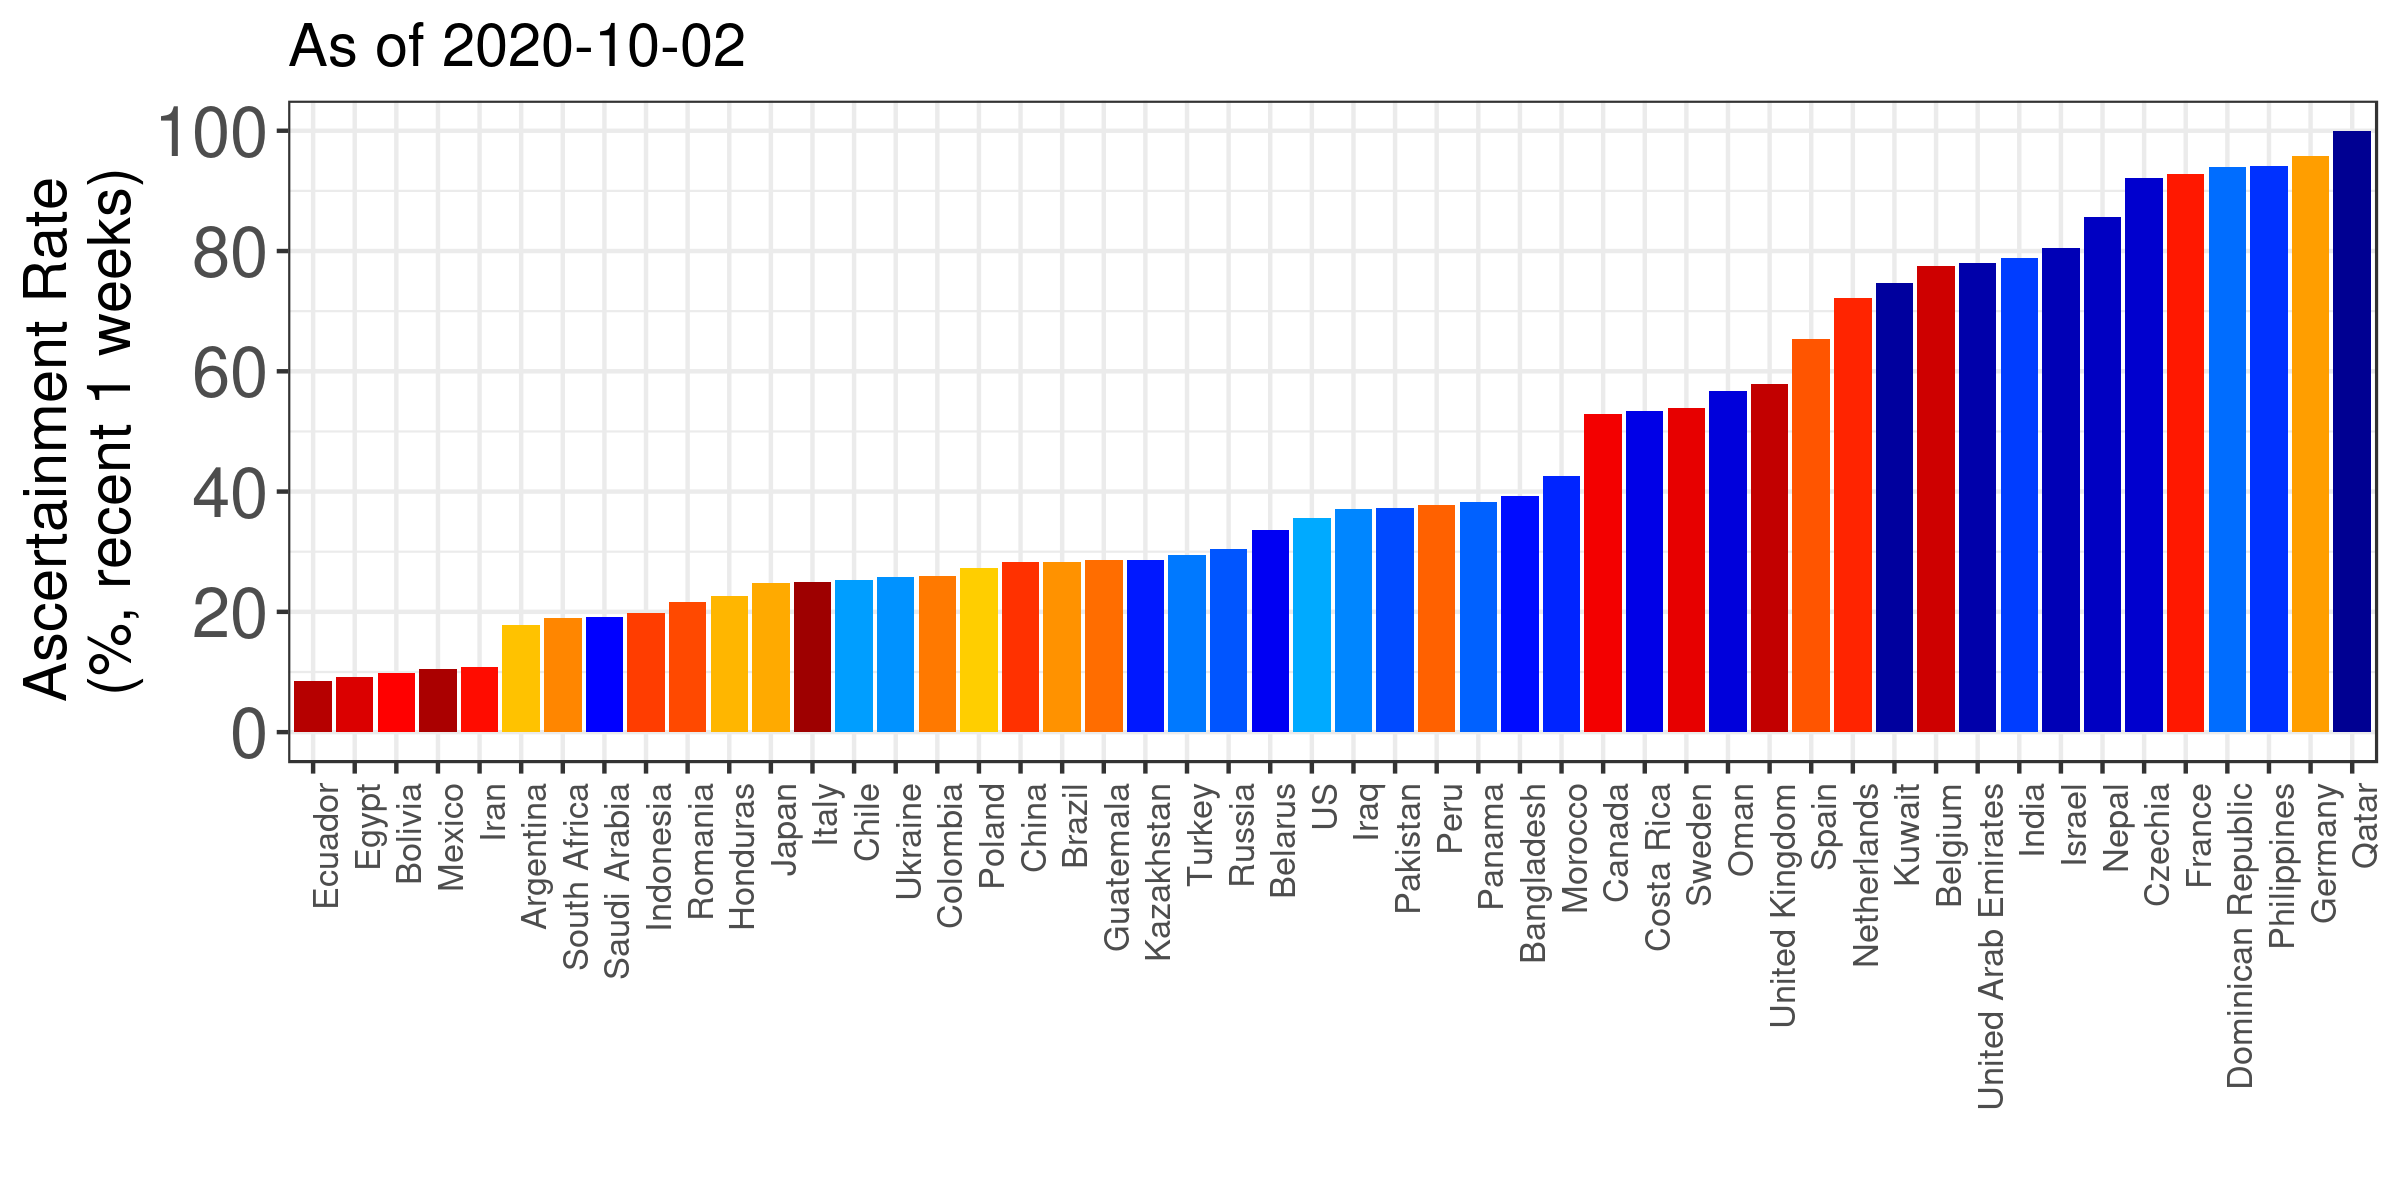 As of 2020-10-02
Ascertainment Rate
(%, recent 1 weeks)
100
80
60
40
20
0
Ecuador
Egypt
Bolivia
Mexico
Iran
Argentina
South Africa
Saudi Arabia
Indonesia
Romania
Honduras
Japan
Italy
Chile
Ukraine
Colombia
Poland
China
Brazil
Guatemala
Kazakhstan
Turkey
Russia
Belarus
US
Iraq
Pakistan
Peru
Panama
Bangladesh
Morocco
Canada
Costa Rica
Sweden
Oman
United Kingdom
Spain
Netherlands
Kuwait
Belgium
United Arab Emirates
India
Israel
Nepal
Czechia
France
Dominican Republic
Philippines
Germany
Qatar